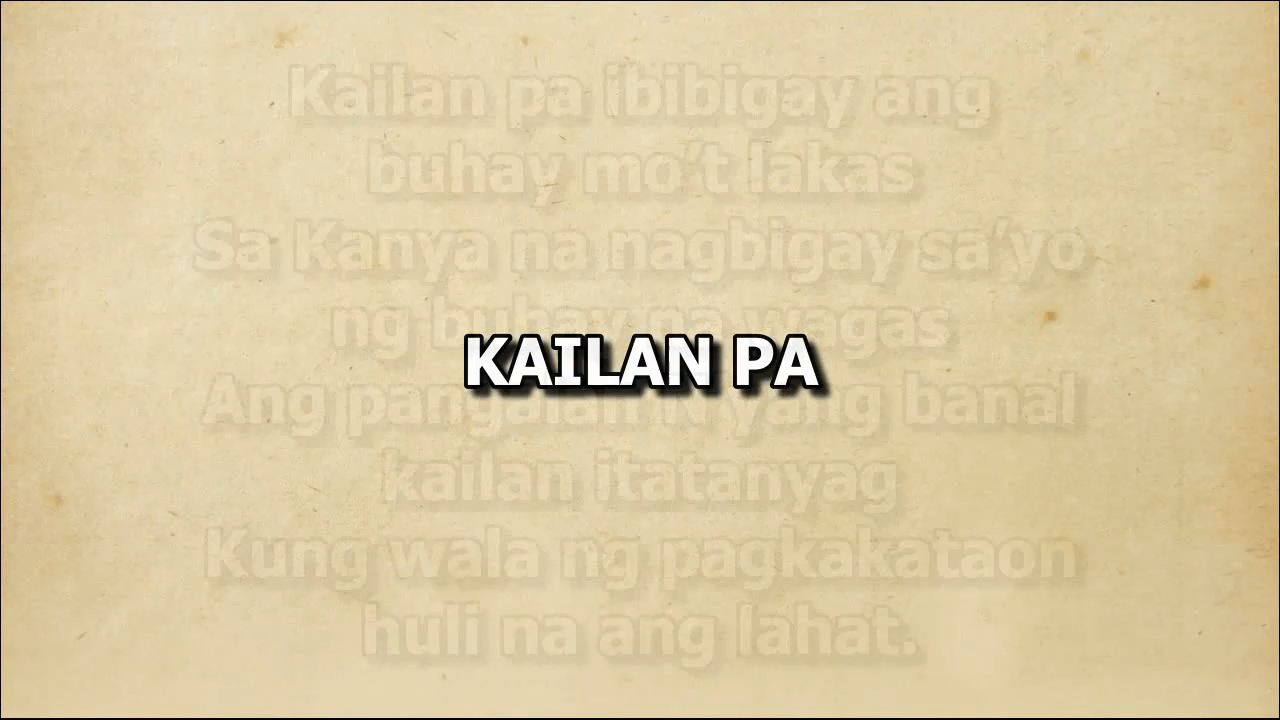 Kailan pa ibibigay ang
buhay mo't lakas
Sa Kanya na nagbigay sa'yo
ng buhay na wagas
KAILAN PA
Ang pangalan N'yang banal
kailan itatanyag
Kung wala ng pagkakataon
huli na ang lahat.